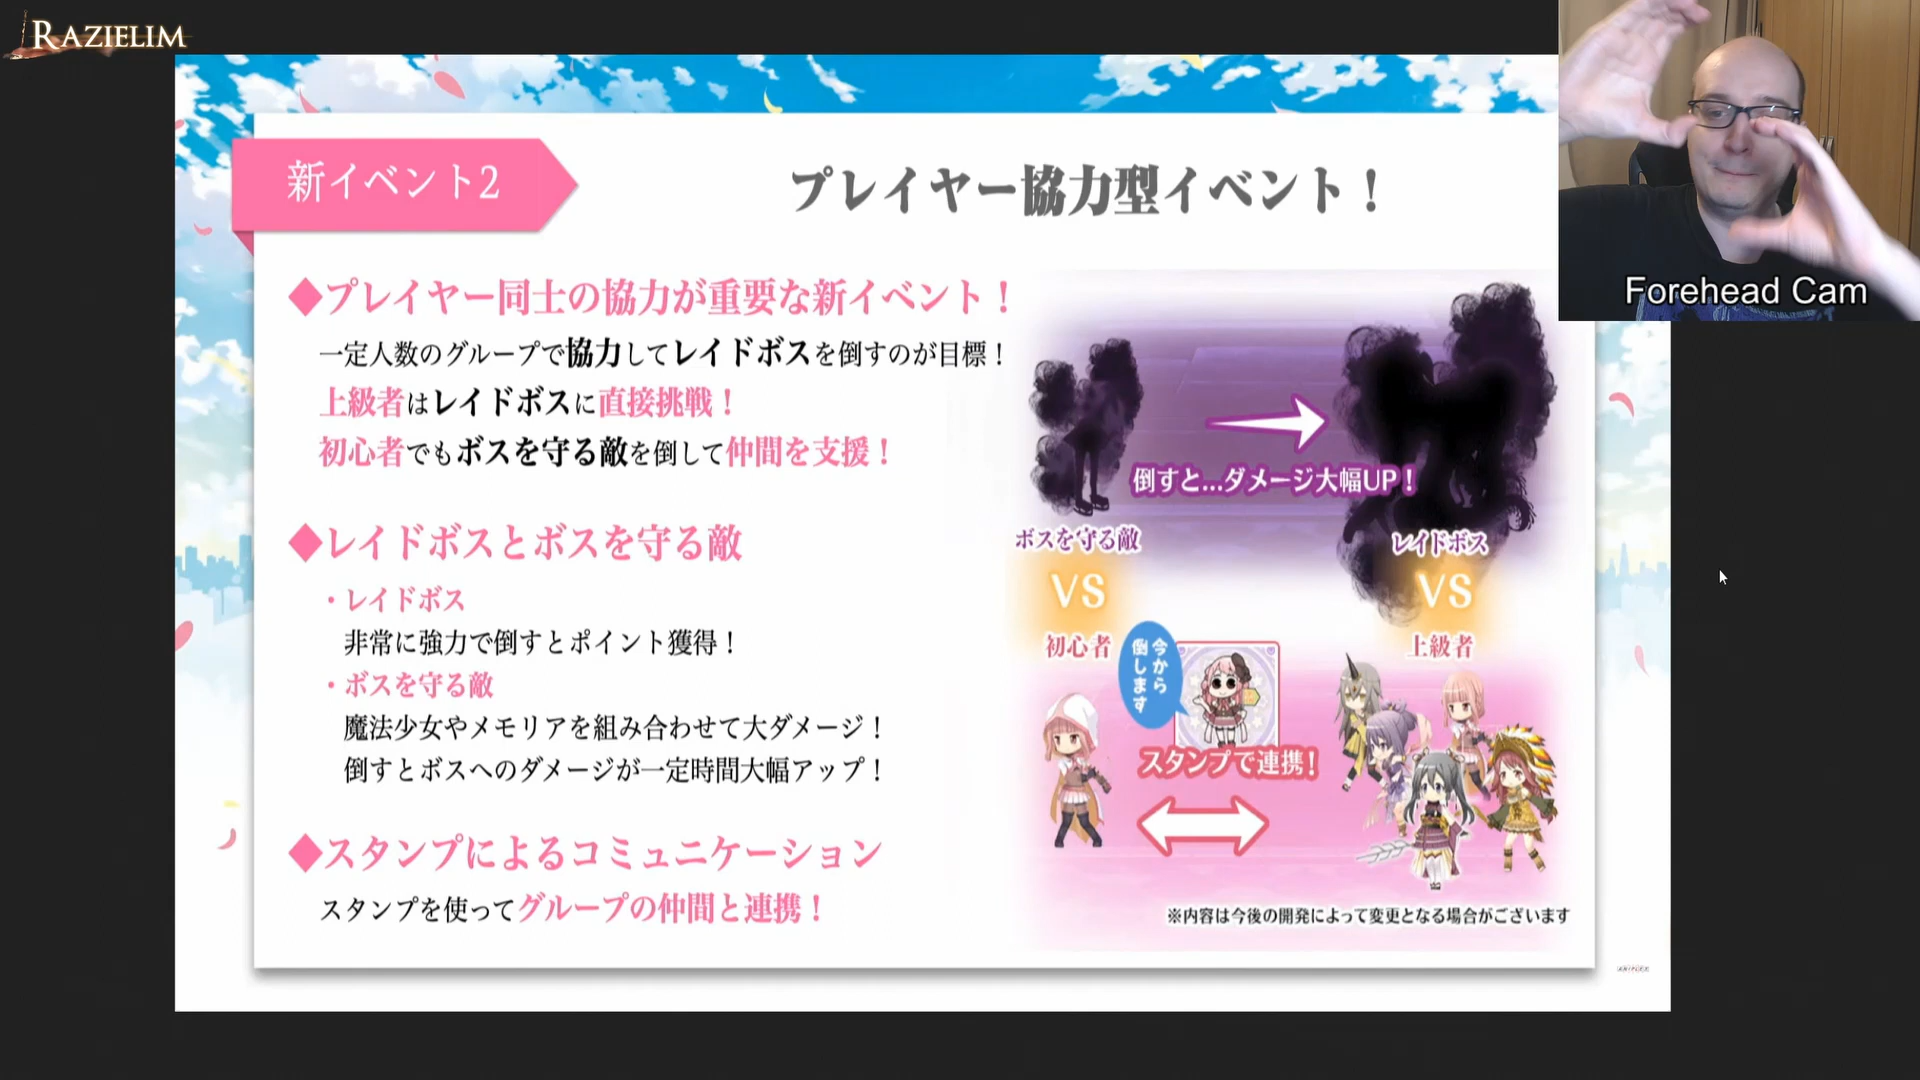 RAZIELIM
新イベント2
プレイヤー協力型イベント！
◆プレイヤー同士の協力が重要な新イベント！
一定人数のグループで協力してレイドボスを倒すのが目標！
上級者はレイドボスに直接挑戦！
初心者でもボスを守る敵を倒して仲間を支援！
◆レイドボスとボスを守る敵
・レイドボス
非常に強力で倒すとポイント獲得！
・ボスを守る敵
魔法少女やメモリアを組み合わせて大ダメージ！
倒すとボスへのダメージが一定時間大幅アップ！
◆スタンプによるコミュニケーション
スタンプを使ってグループの仲間と連携！
倒すと…ダメージ大幅UP！
ボスを守る敵
レイドボス
VS
VS
初心者
上級者
今から
倒します
スタンプで連携！
※内容は今後の開発によって変更となる場合がございます
ANIPLEX
Forehead Cam